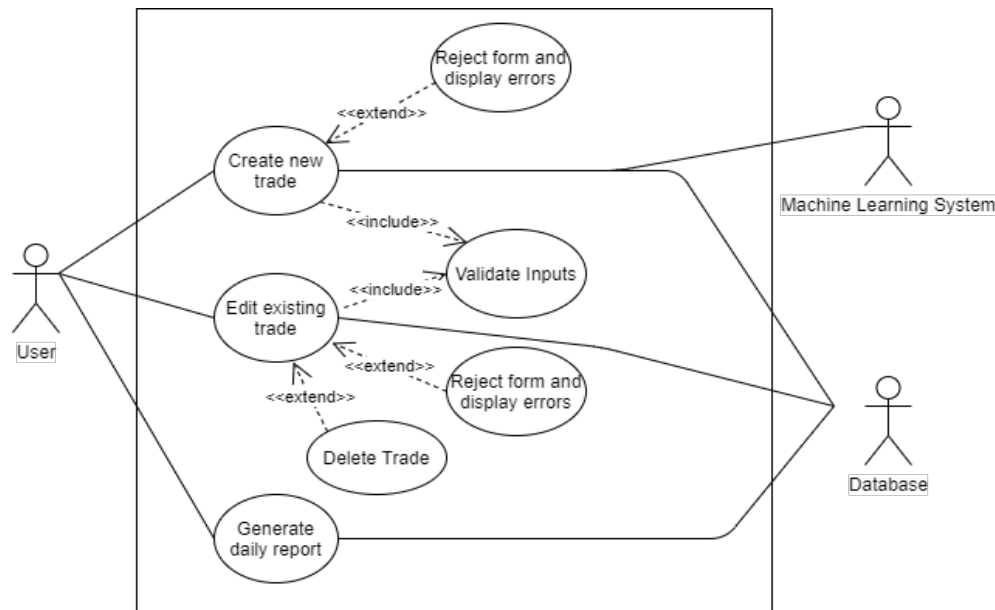 Reject form and
display errors
<<extend>>
Create new
trade
Machine Learning System
<<include>>
Validate Inputs
<<include>>
Edit existing
trade
User
<<extend>>
Reject form and
display errors
<<extend>>
Delete Trade
Database
Generate
daily report